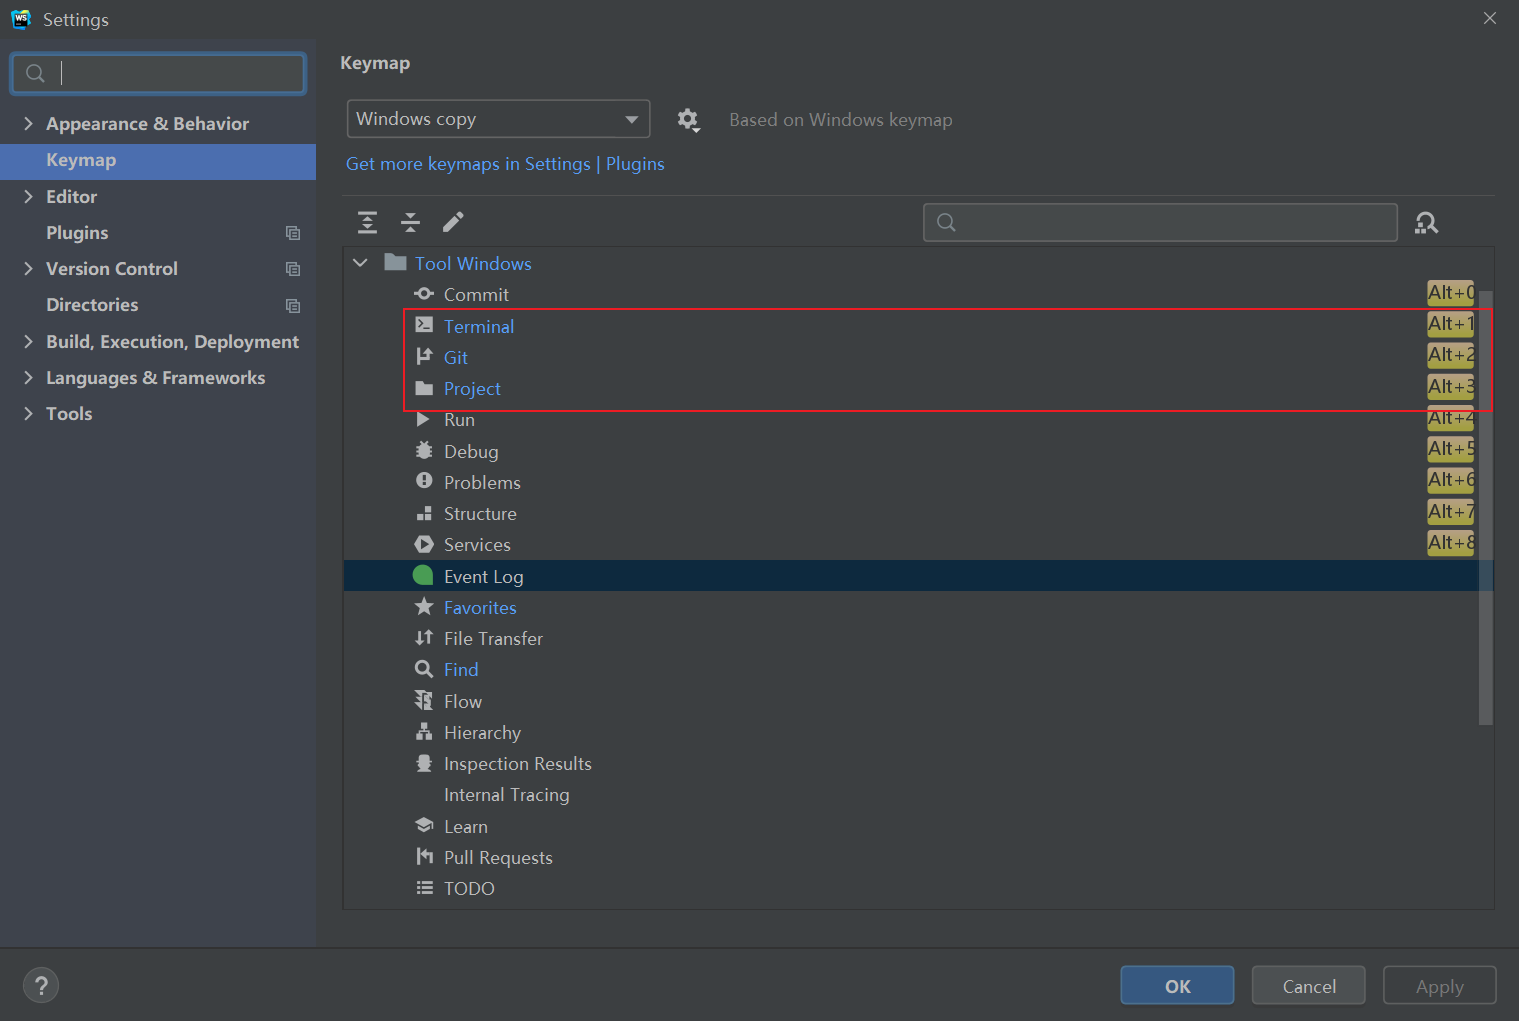 WS
Settings
Appearance & Behavior
Keymap
Editor
Plugins
Version Control
Directories
Build, Execution, Deployment
Languages & Frameworks
Tools
Keymap
Windows copy
Based on Windows keymap
Get more keymaps in Settings | Plugins
Tool Windows
Commit Alt+0
Terminal Alt+1
Git Alt+2
Project Alt+3
Run Alt+4
Debug Alt+5
Problems Alt+6
Structure Alt+7
Services Alt+8
Event Log
Favorites
File Transfer
Find
Flow
Hierarchy
Inspection Results
Internal Tracing
Learn
Pull Requests
TODO
?
OK
Cancel
Apply